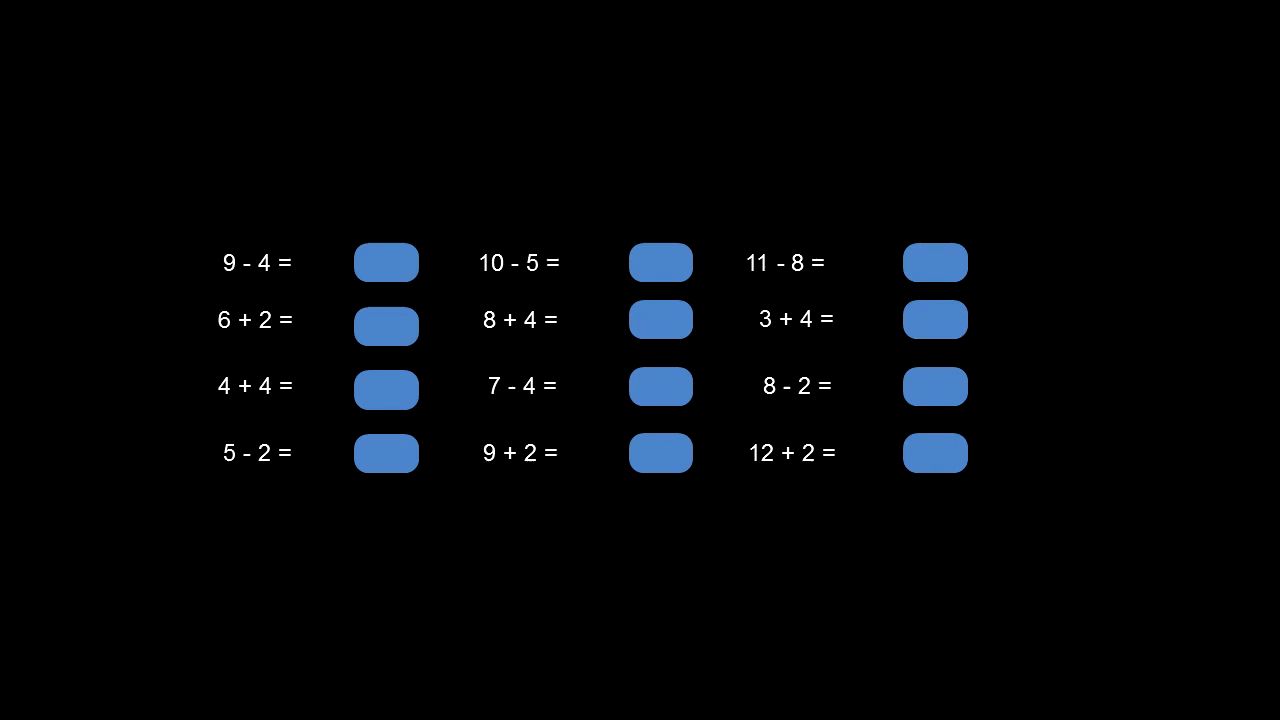 9 - 4 = 10 - 5 = 11 - 8 =
6 + 2 = 8 + 4 = 3 + 4 =
4 + 4 = 7 - 4 = 8 - 2 =
5 - 2 = 9 + 2 = 12 + 2 =